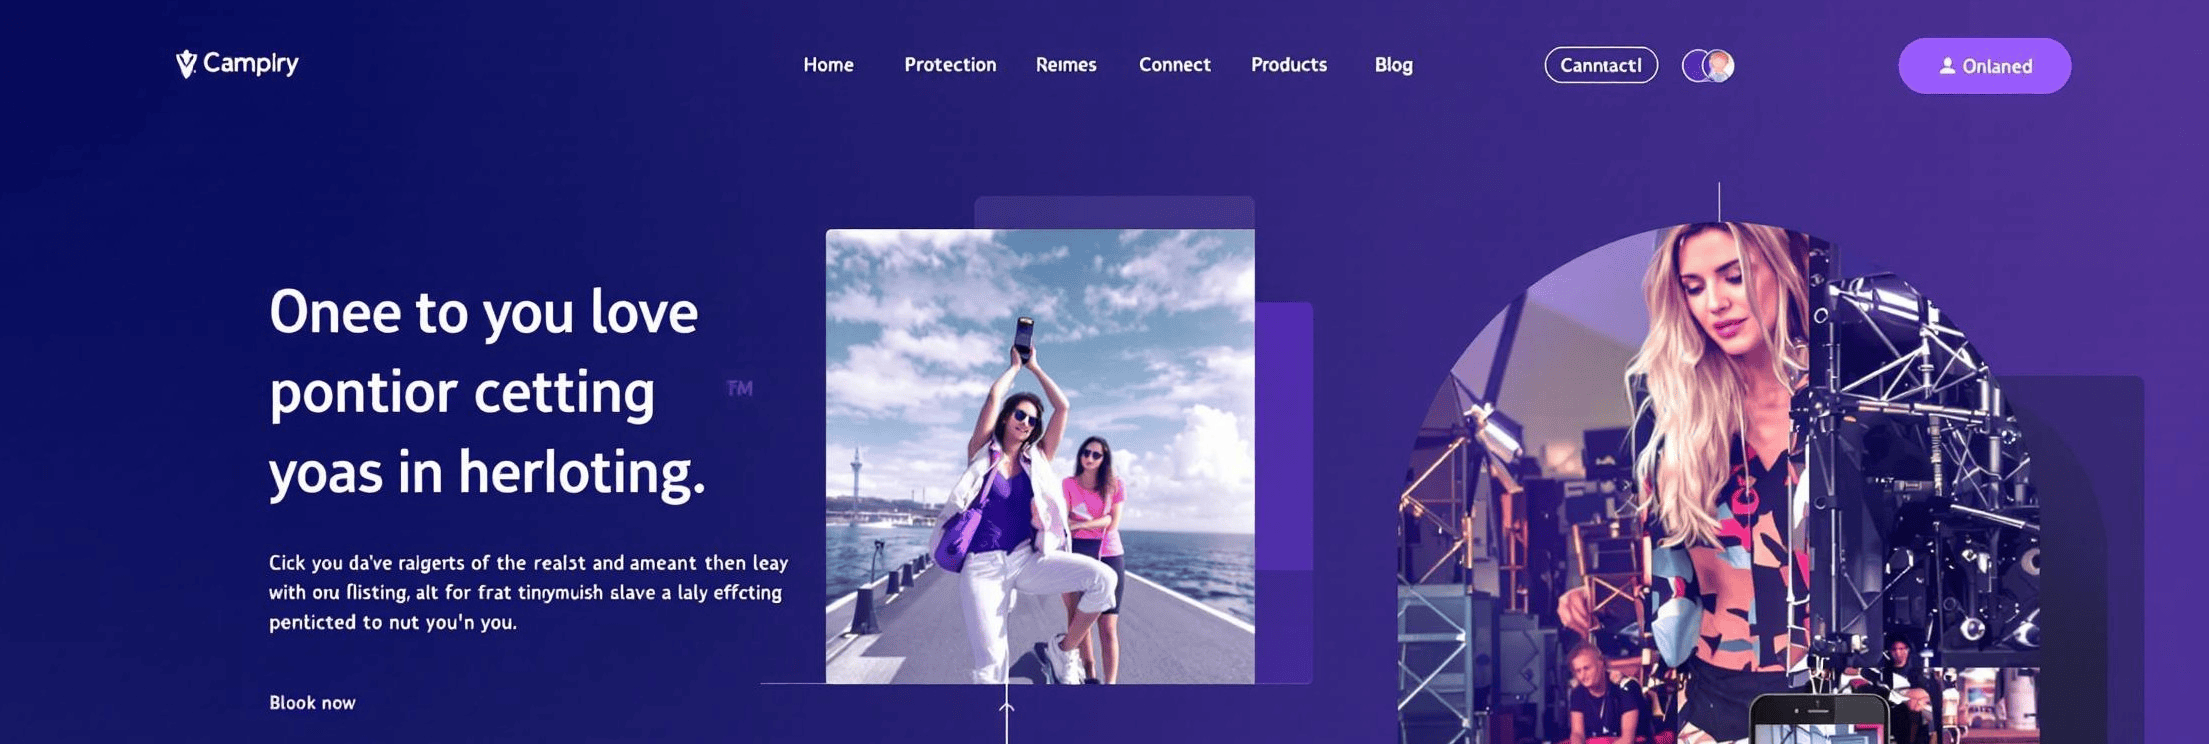 Camplry
Home Protection Reimes Connect Products Blog Canntactl Onlaned
Onee to you love
pontior cetting
yoas in herloting.
TM
Cick you da've ralgerts of the realst and ameant then leay
with oru flisting, alt for frat tinrymuish slave a laly effcting
penticted to nut you'n you.
Blook now